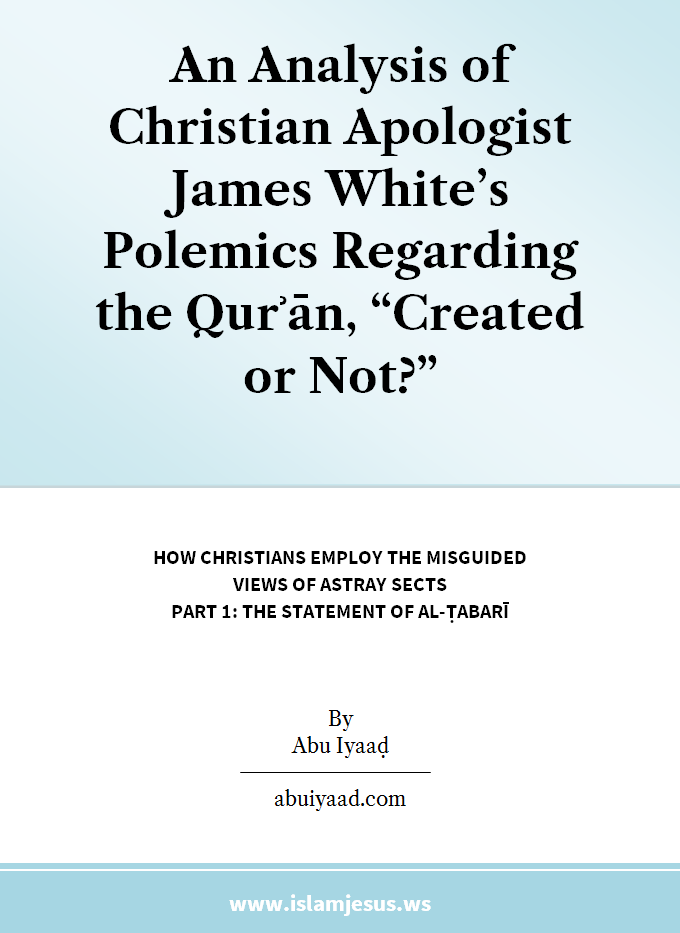 An Analysis of
Christian Apologist
James White’s
Polemics Regarding
the Qurʾān, “Created
or Not?”
HOW CHRISTIANS EMPLOY THE MISGUIDED
VIEWS OF ASTRAY SECTS
PART 1: THE STATEMENT OF AL-ṬABARĪ
By
Abu Iyaaḍ
abuiyaad.com
www.islamjesus.ws